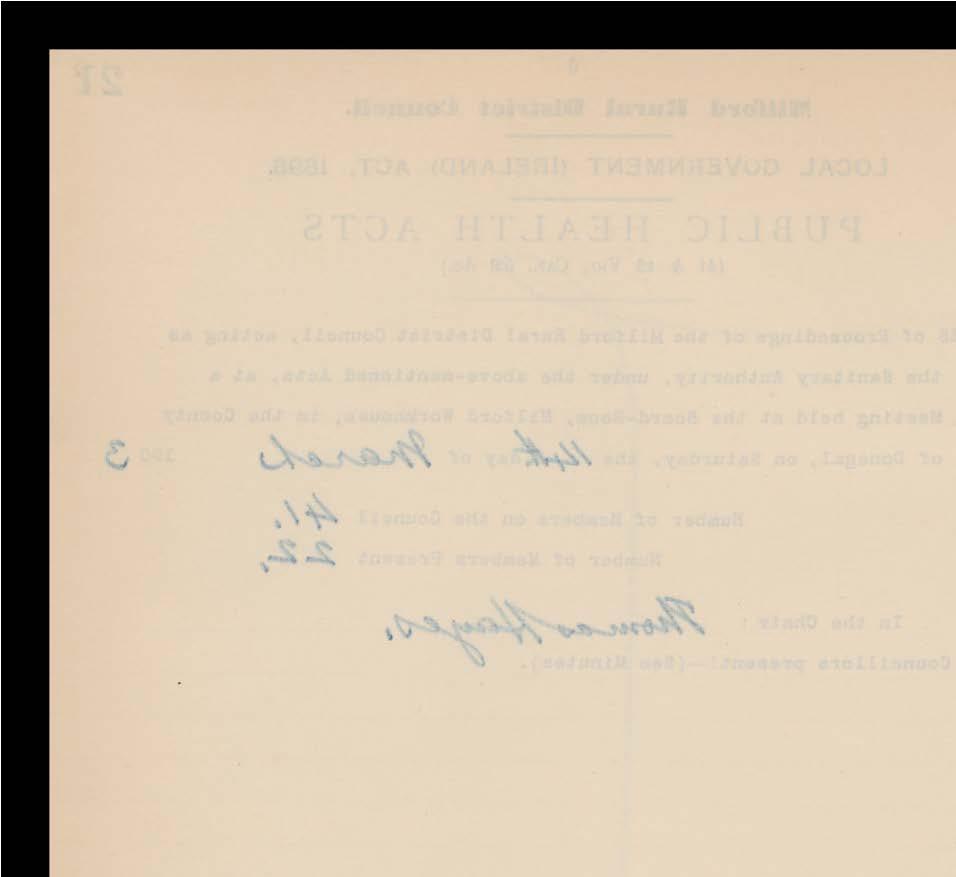 21
Milford Rural District Council.
LOCAL GOVERNMENT (IRELAND) ACT, 1898.
PUBLIC HEALTH ACTS
(41 & 42 Vic., Cap. 52 &c.)
of Proceedings of the Milford Rural District Council, acting as
the Sanitary Authority, under the above-mentioned Acts, at a
Meeting held at the Board-Room, Milford Workhouse, in the County
of Donegal, on Saturday, the 14th day of March 190 3
Number of Members on the Council 41.
Number of Members Present 22.
In the Chair : Thomas Hayes.
Councillors present:—(See Minutes).